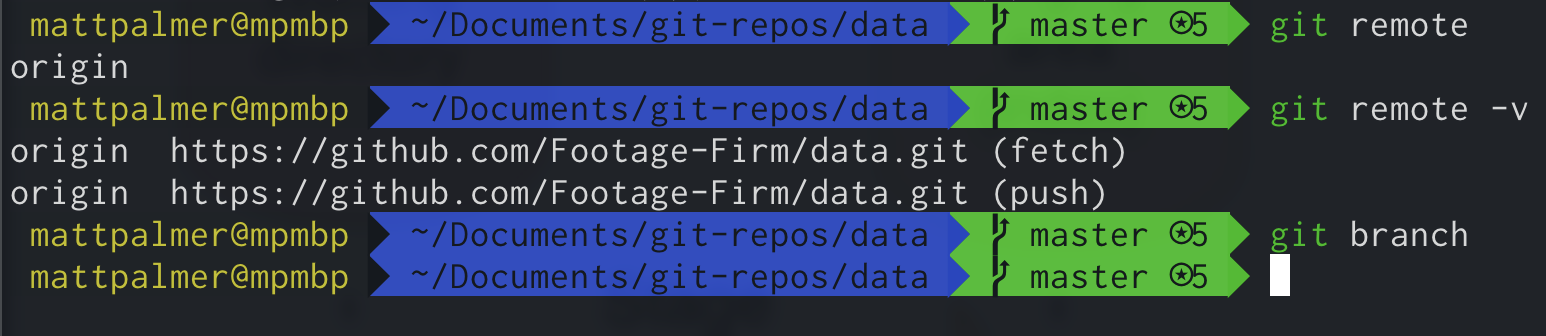 mattpalmer@mpmbp ~/Documents/git-repos/data master ⍟5 git remote
origin
mattpalmer@mpmbp ~/Documents/git-repos/data master ⍟5 git remote -v
origin https://github.com/Footage-Firm/data.git (fetch)
origin https://github.com/Footage-Firm/data.git (push)
mattpalmer@mpmbp ~/Documents/git-repos/data master ⍟5 git branch
mattpalmer@mpmbp ~/Documents/git-repos/data master ⍟5